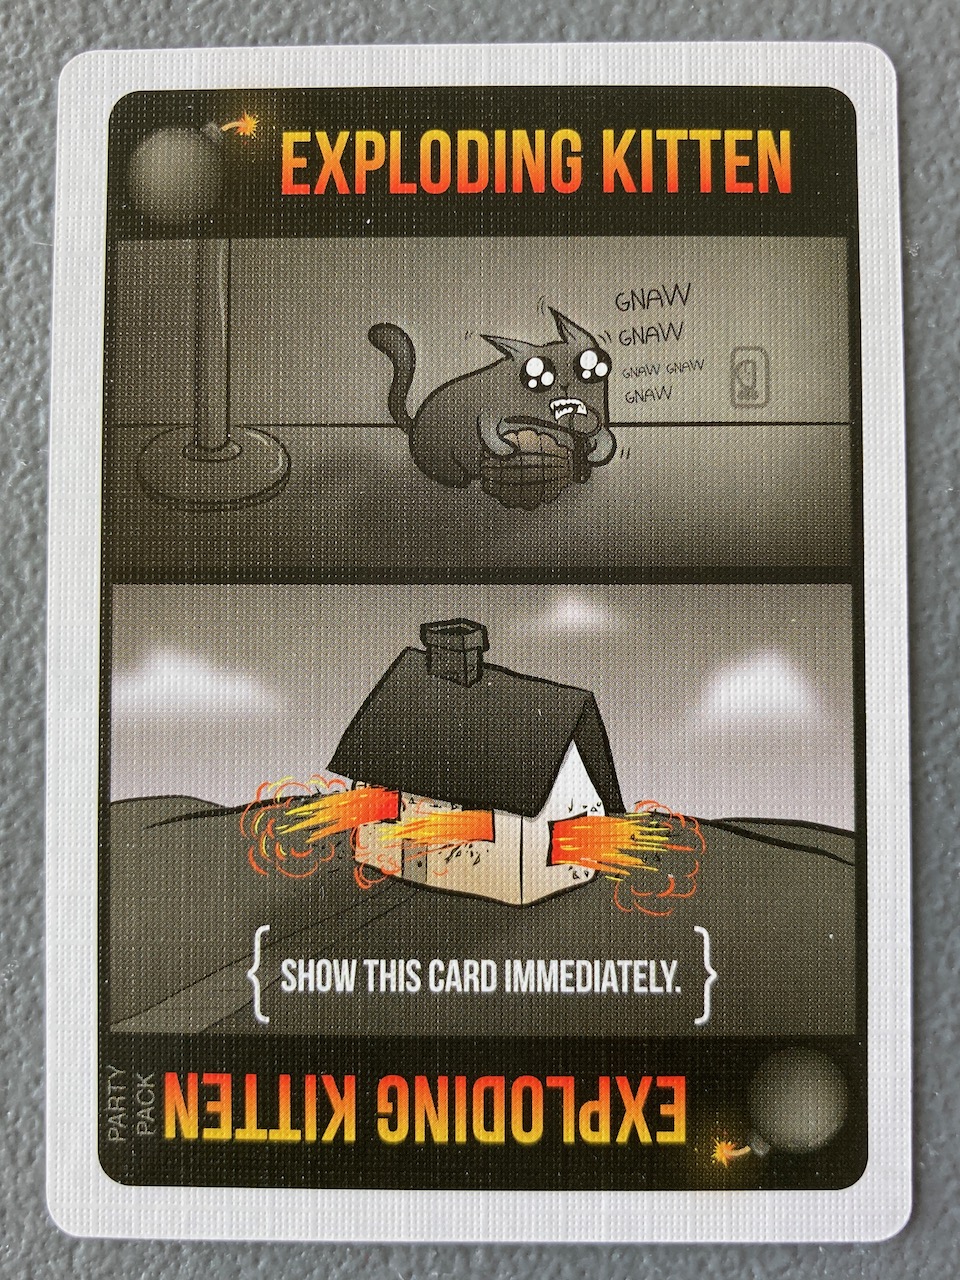 EXPLODING KITTEN
GNAW
GNAW
GNAW GNAW
GNAW
{ SHOW THIS CARD IMMEDIATELY. }
PARTY
PACK
EXPLODING KITTEN